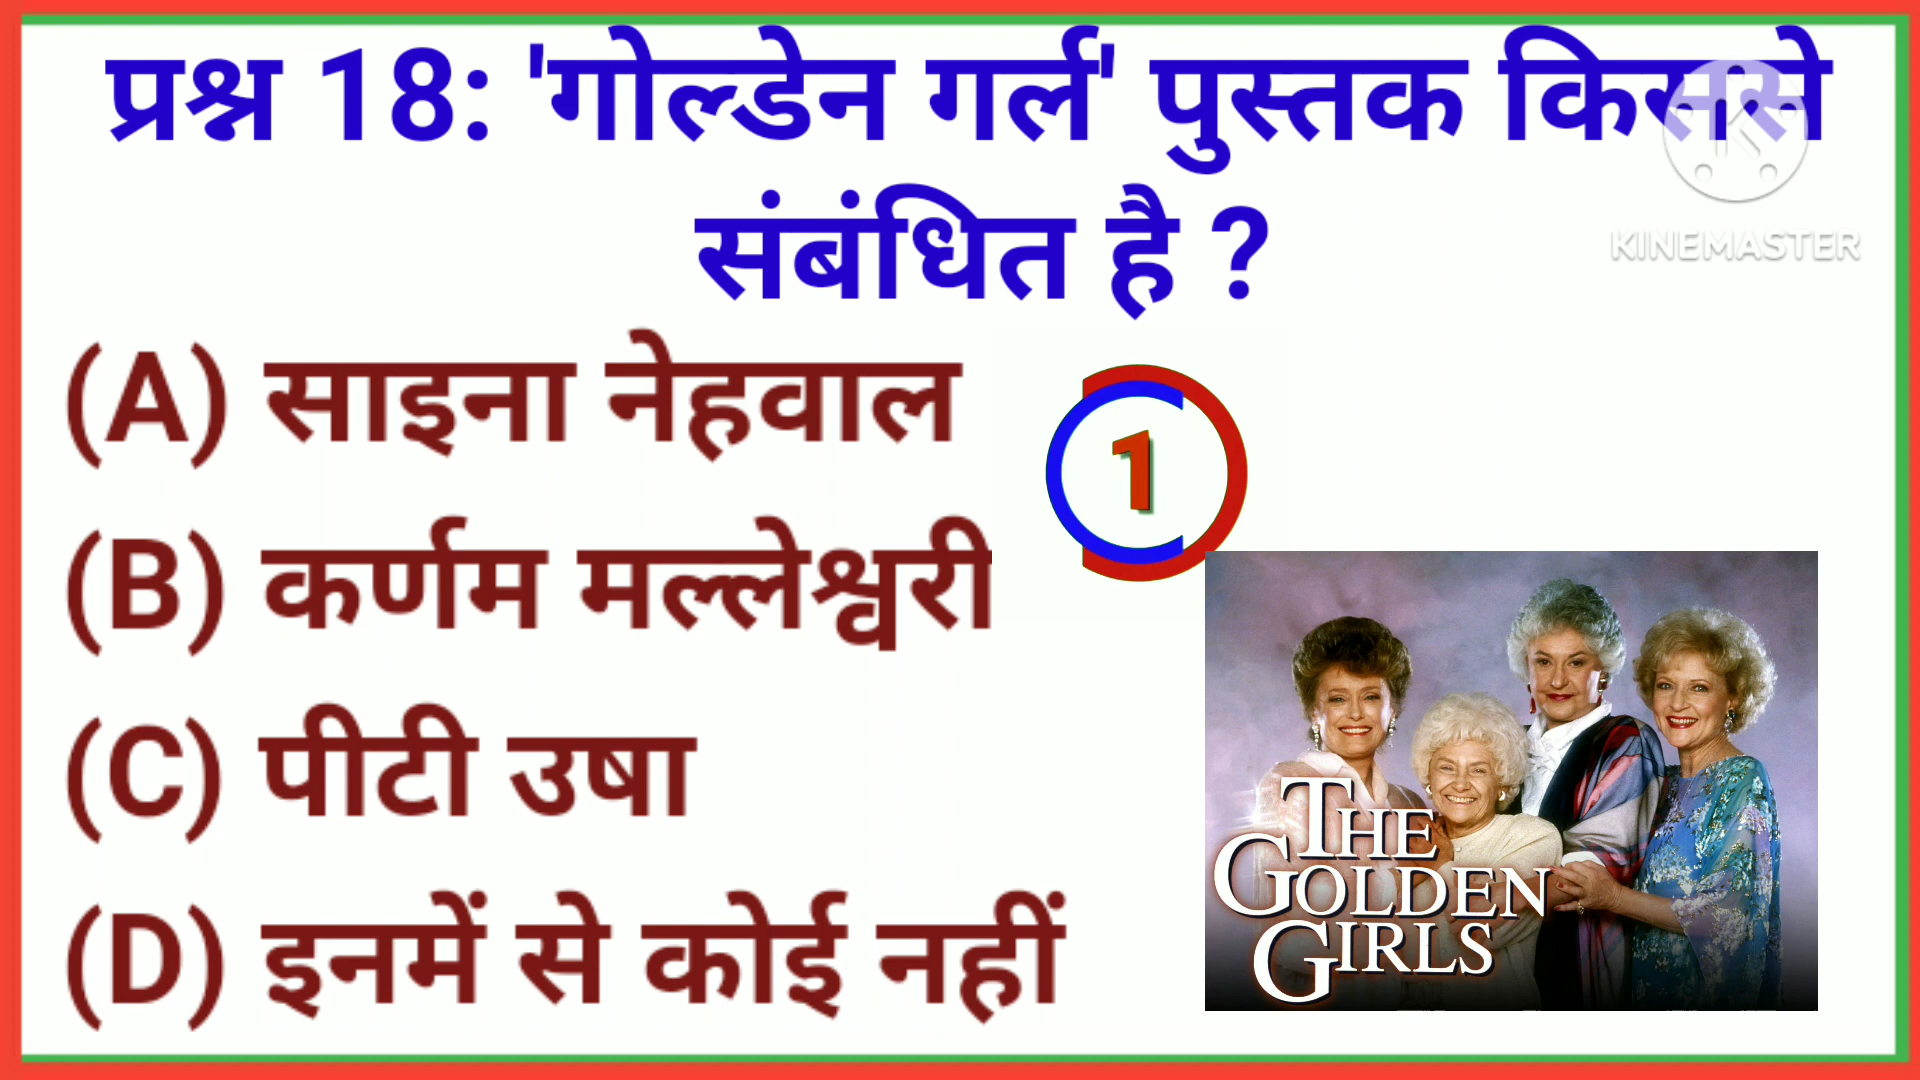 प्रश्न 18: 'गोल्डेन गर्ल' पुस्तक किससे
संबंधित है ?
KINEMASTER
(A) साइना नेहवाल
1
(B) कर्णम मल्लेश्वरी
(C) पीटी उषा
(D) इनमें से कोई नहीं
THE
GOLDEN
GIRLS